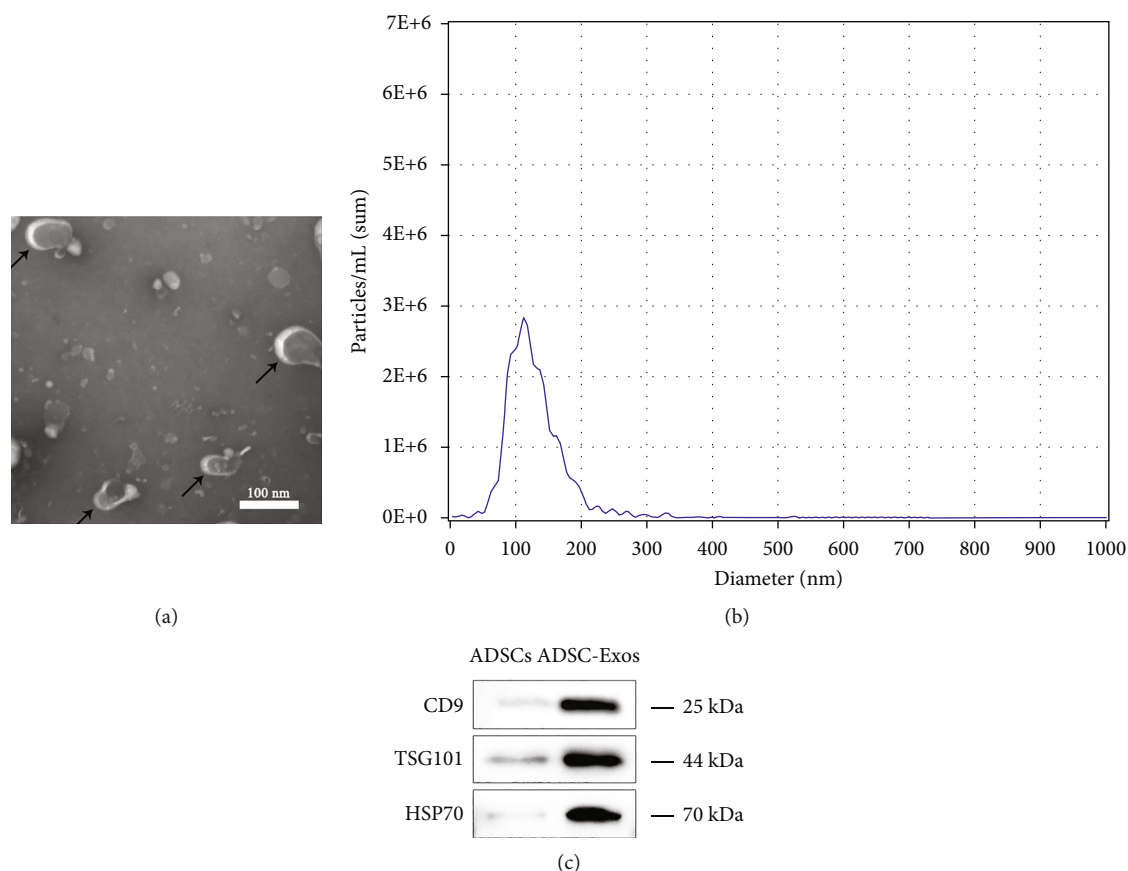 7E+6
6E+6
5E+6
4E+6
3E+6
2E+6
1E+6
0E+0
Particles/mL (sum)
0 100 200 300 400 500 600 700 800 900 1000
Diameter (nm)
100 nm
(a)
(b)
ADSCs ADSC-Exos
CD9 25 kDa
TSG101 44 kDa
HSP70 70 kDa
(c)